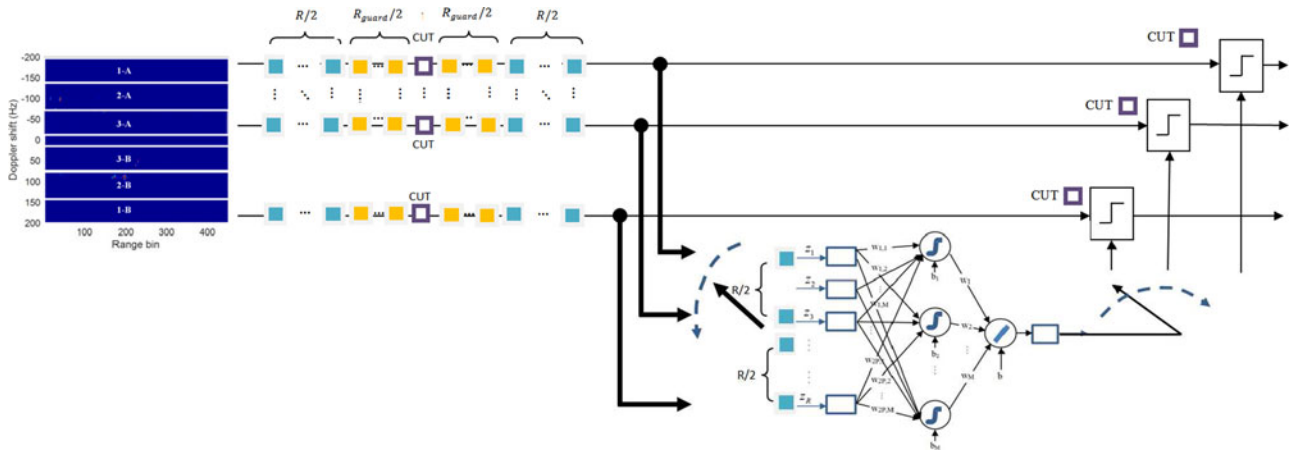 R/2
R_guard/2
R_guard/2
R/2
CUT
CUT
CUT
CUT
CUT
CUT
-200
-150
-100
-50
0
50
100
150
200
Doppler shift (Hz)
1-A
2-A
3-A
3-B
2-B
1-B
100
200
300
400
Range bin
R/2
R/2
z_1
z_2
z_3
z_R
W_1,1
W_1,2
W_1,M
W_2P,2
W_2P,M
b_1
b_2
b_M
W_1
W_2
W_M
b